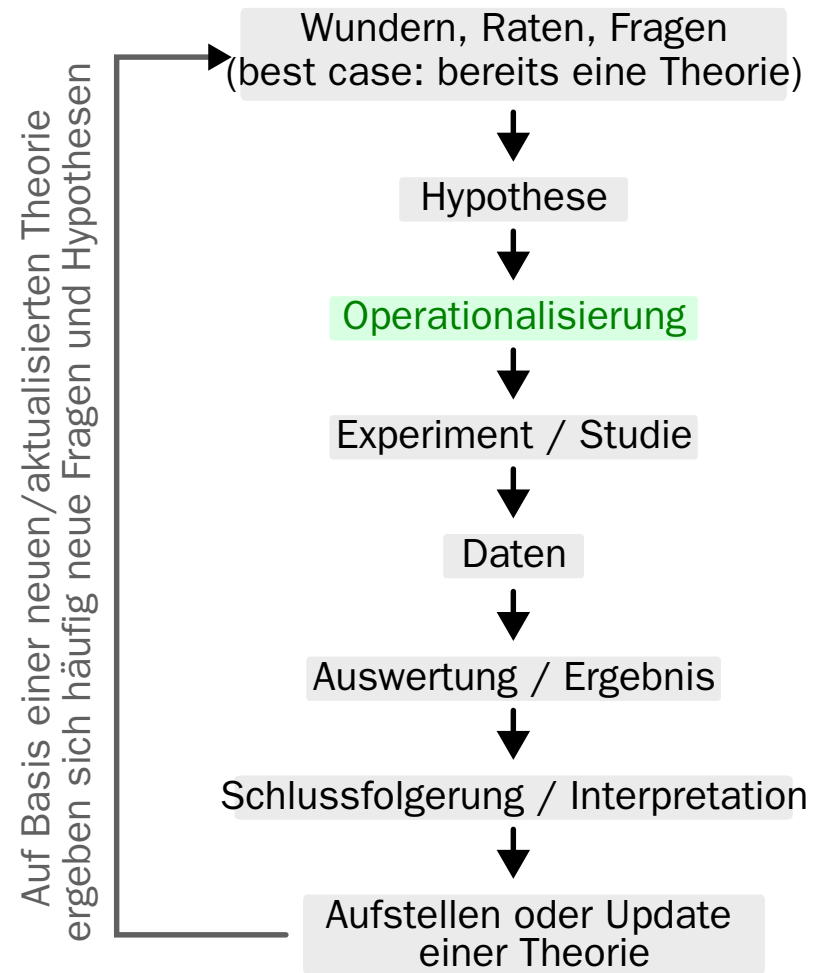 Wundern, Raten, Fragen
(best case: bereits eine Theorie)
Hypothese
Operationalisierung
Experiment / Studie
Daten
Auswertung / Ergebnis
Schlussfolgerung / Interpretation
Aufstellen oder Update
einer Theorie
Auf Basis einer neuen/aktualisierten Theorie
ergeben sich häufig neue Fragen und Hypothesen